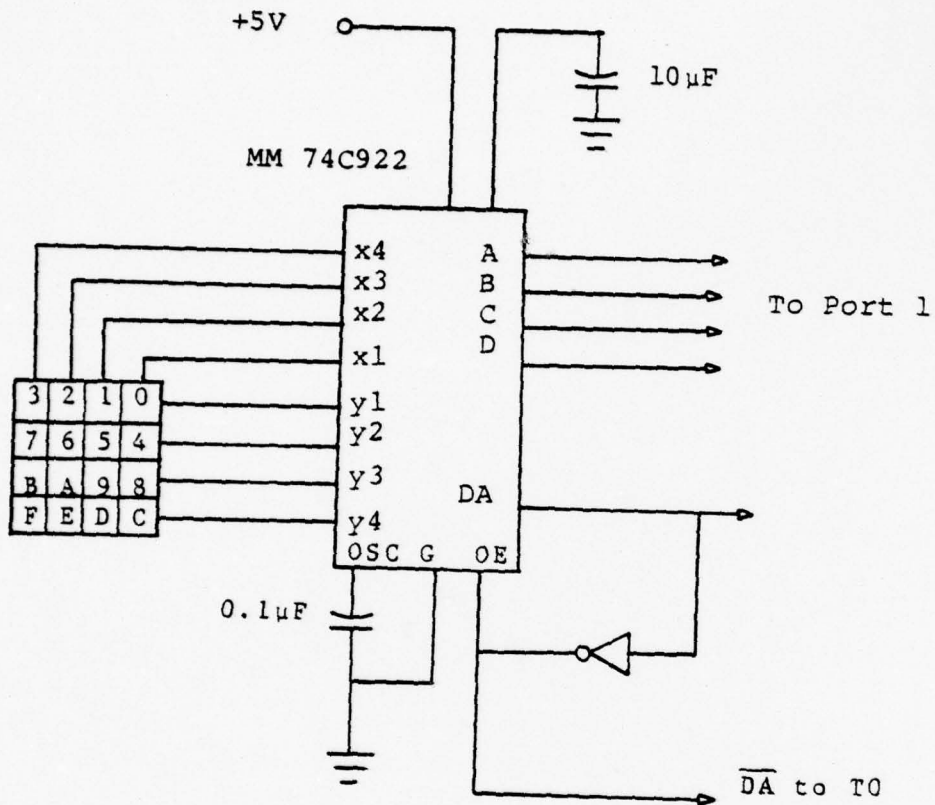 +5V
10µF
MM 74C922
x4
x3
x2
x1
y1
y2
y3
y4
A
B
C
D
To Port 1
3 2 1 0
7 6 5 4
B A 9 8
F E D C
DA
OSC G OE
0.1µF
D̅A̅ to T0